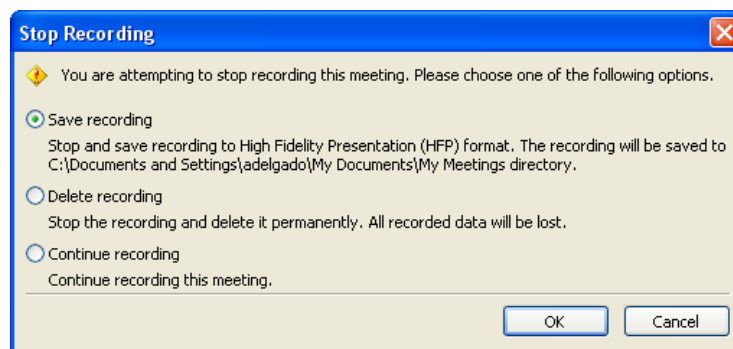 Stop Recording
You are attempting to stop recording this meeting. Please choose one of the following options.
Save recording
Stop and save recording to High Fidelity Presentation (HFP) format. The recording will be saved to
C:\Documents and Settings\adelgado\My Documents\My Meetings directory.
Delete recording
Stop the recording and delete it permanently. All recorded data will be lost.
Continue recording
Continue recording this meeting.
OK Cancel